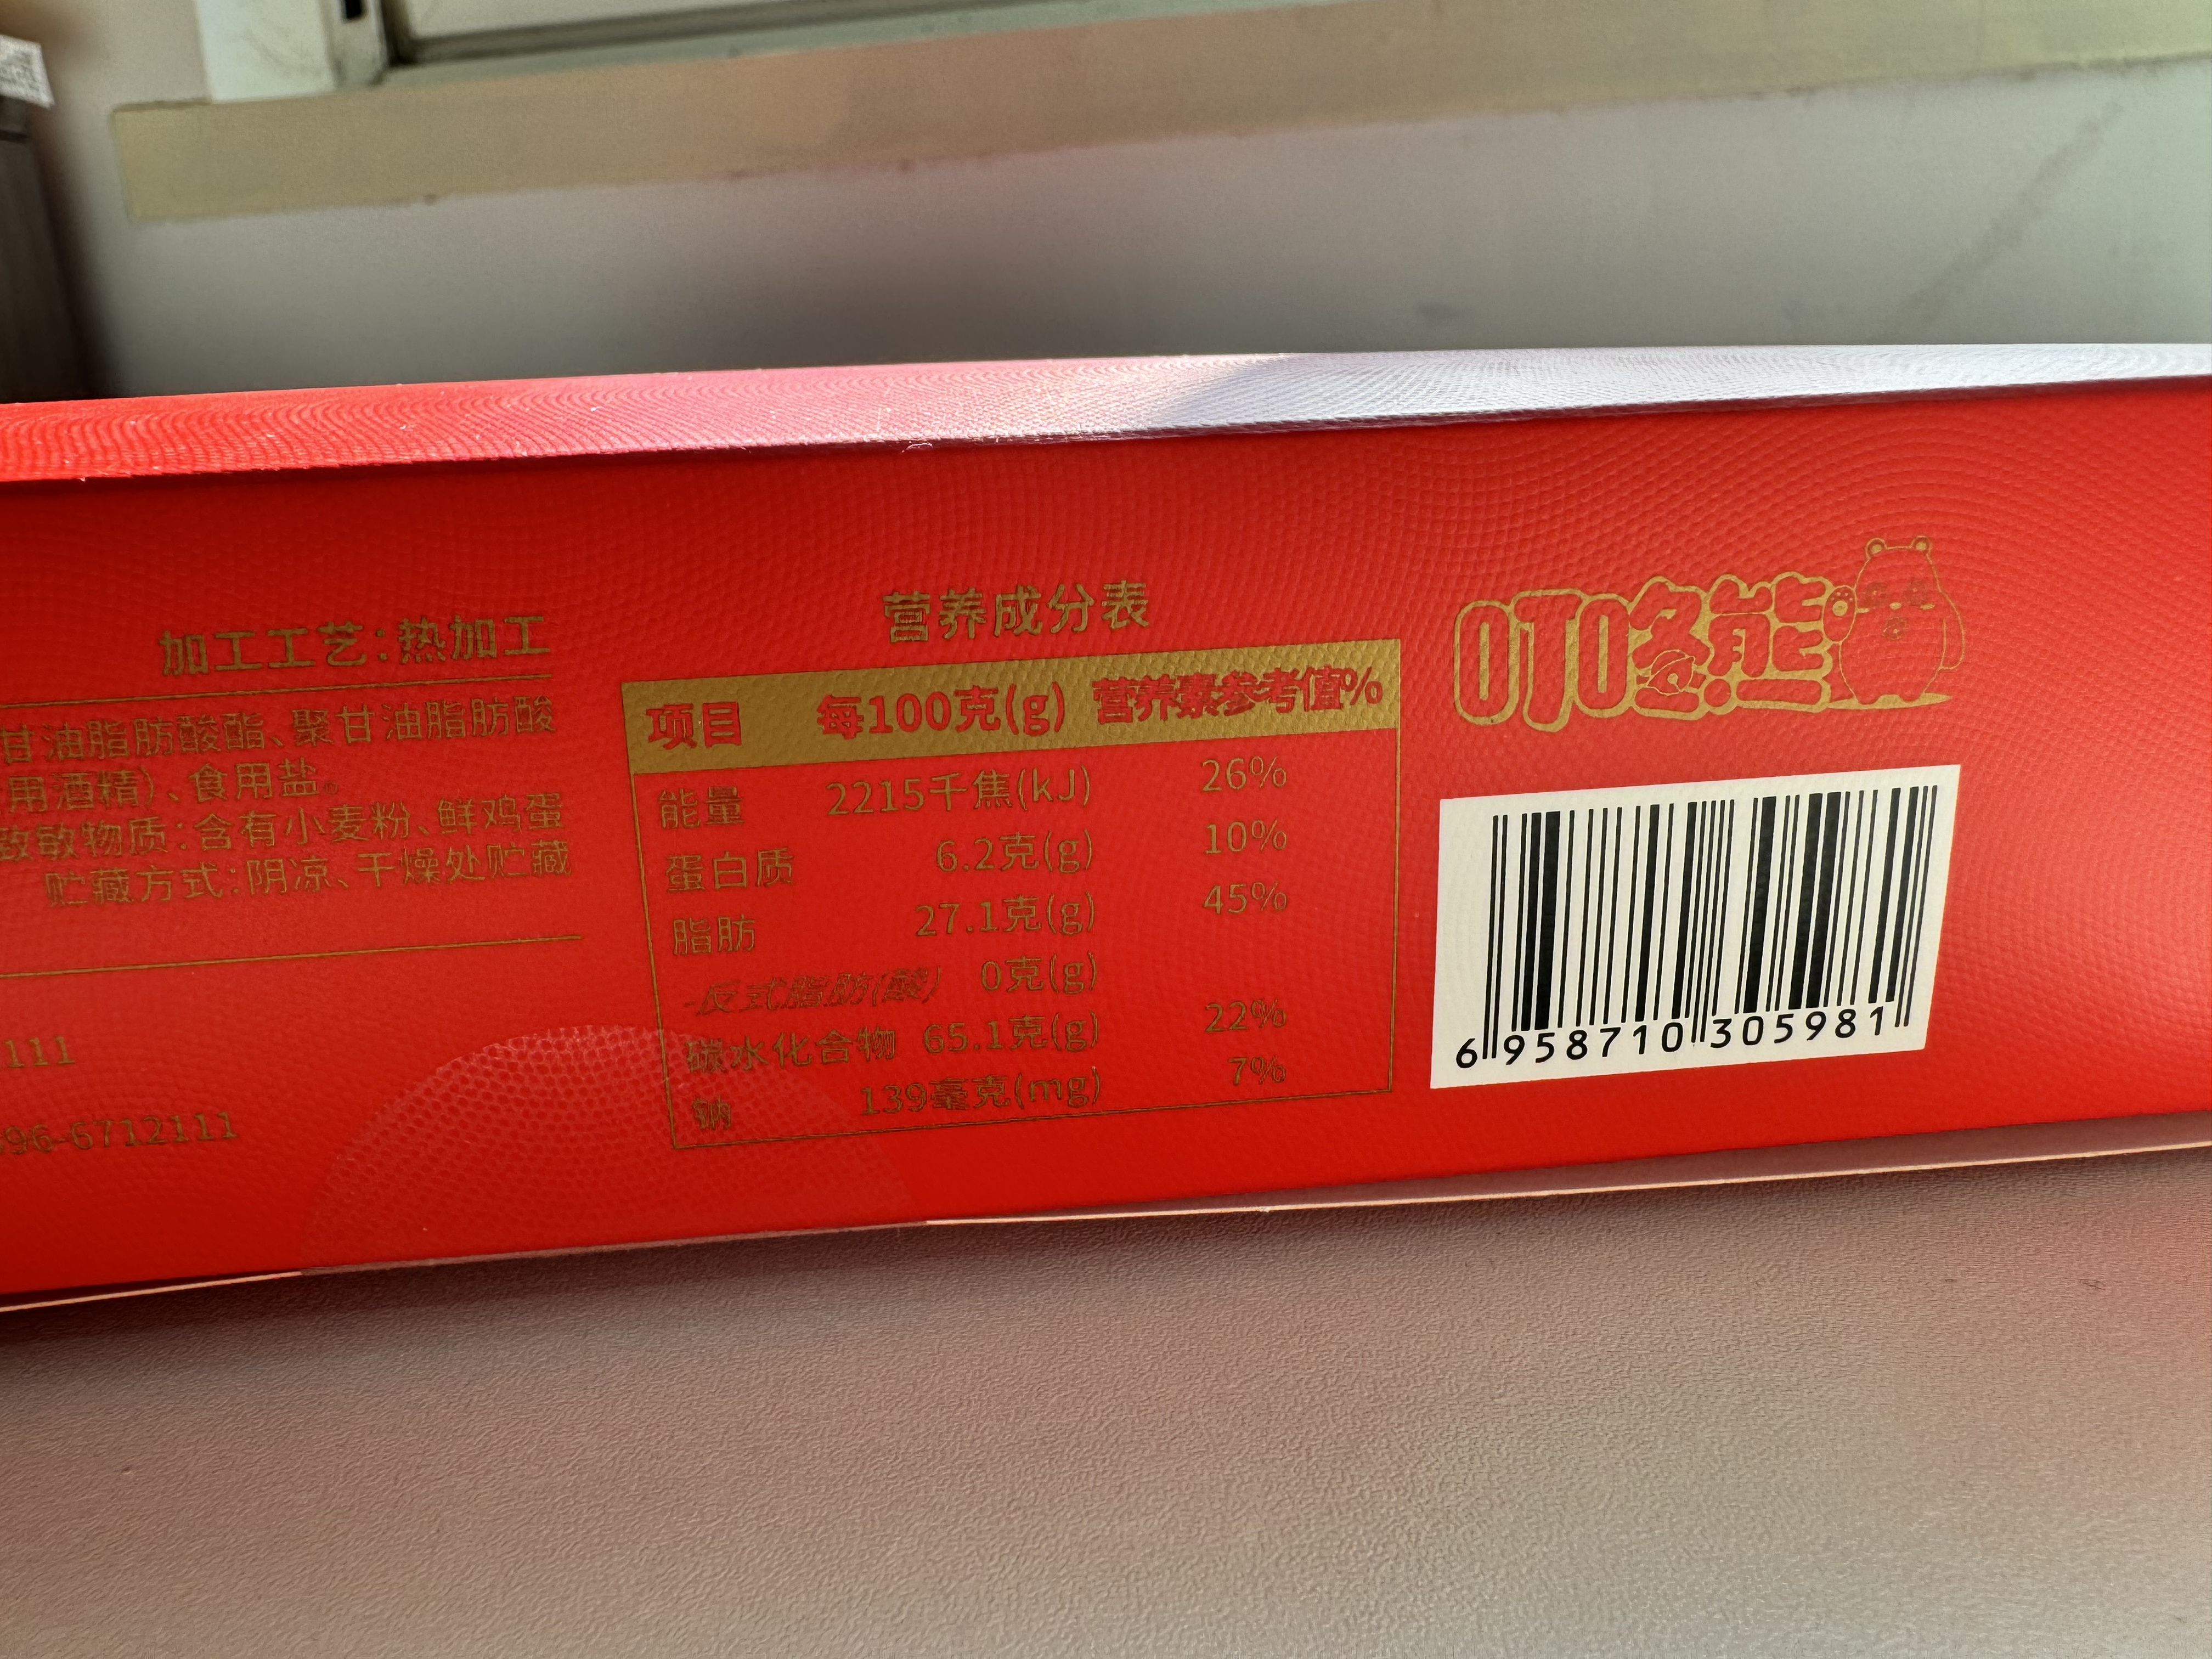 加工工艺：热加工
甘油脂肪酸酯、聚甘油脂肪酸
用酒精）、食用盐。
致敏物质：含有小麦粉、鲜鸡蛋
贮藏方式：阴凉、干燥处贮藏
111
96-6712111
营养成分表
项目 每100克(g) 营养素参考值%
能量 2215千焦(kJ) 26%
蛋白质 6.2克(g) 10%
脂肪 27.1克(g) 45%
-反式脂肪(酸) 0克(g)
碳水化合物 65.1克(g) 22%
钠 139毫克(mg) 7%
OTO咚熊
6 958710 305981